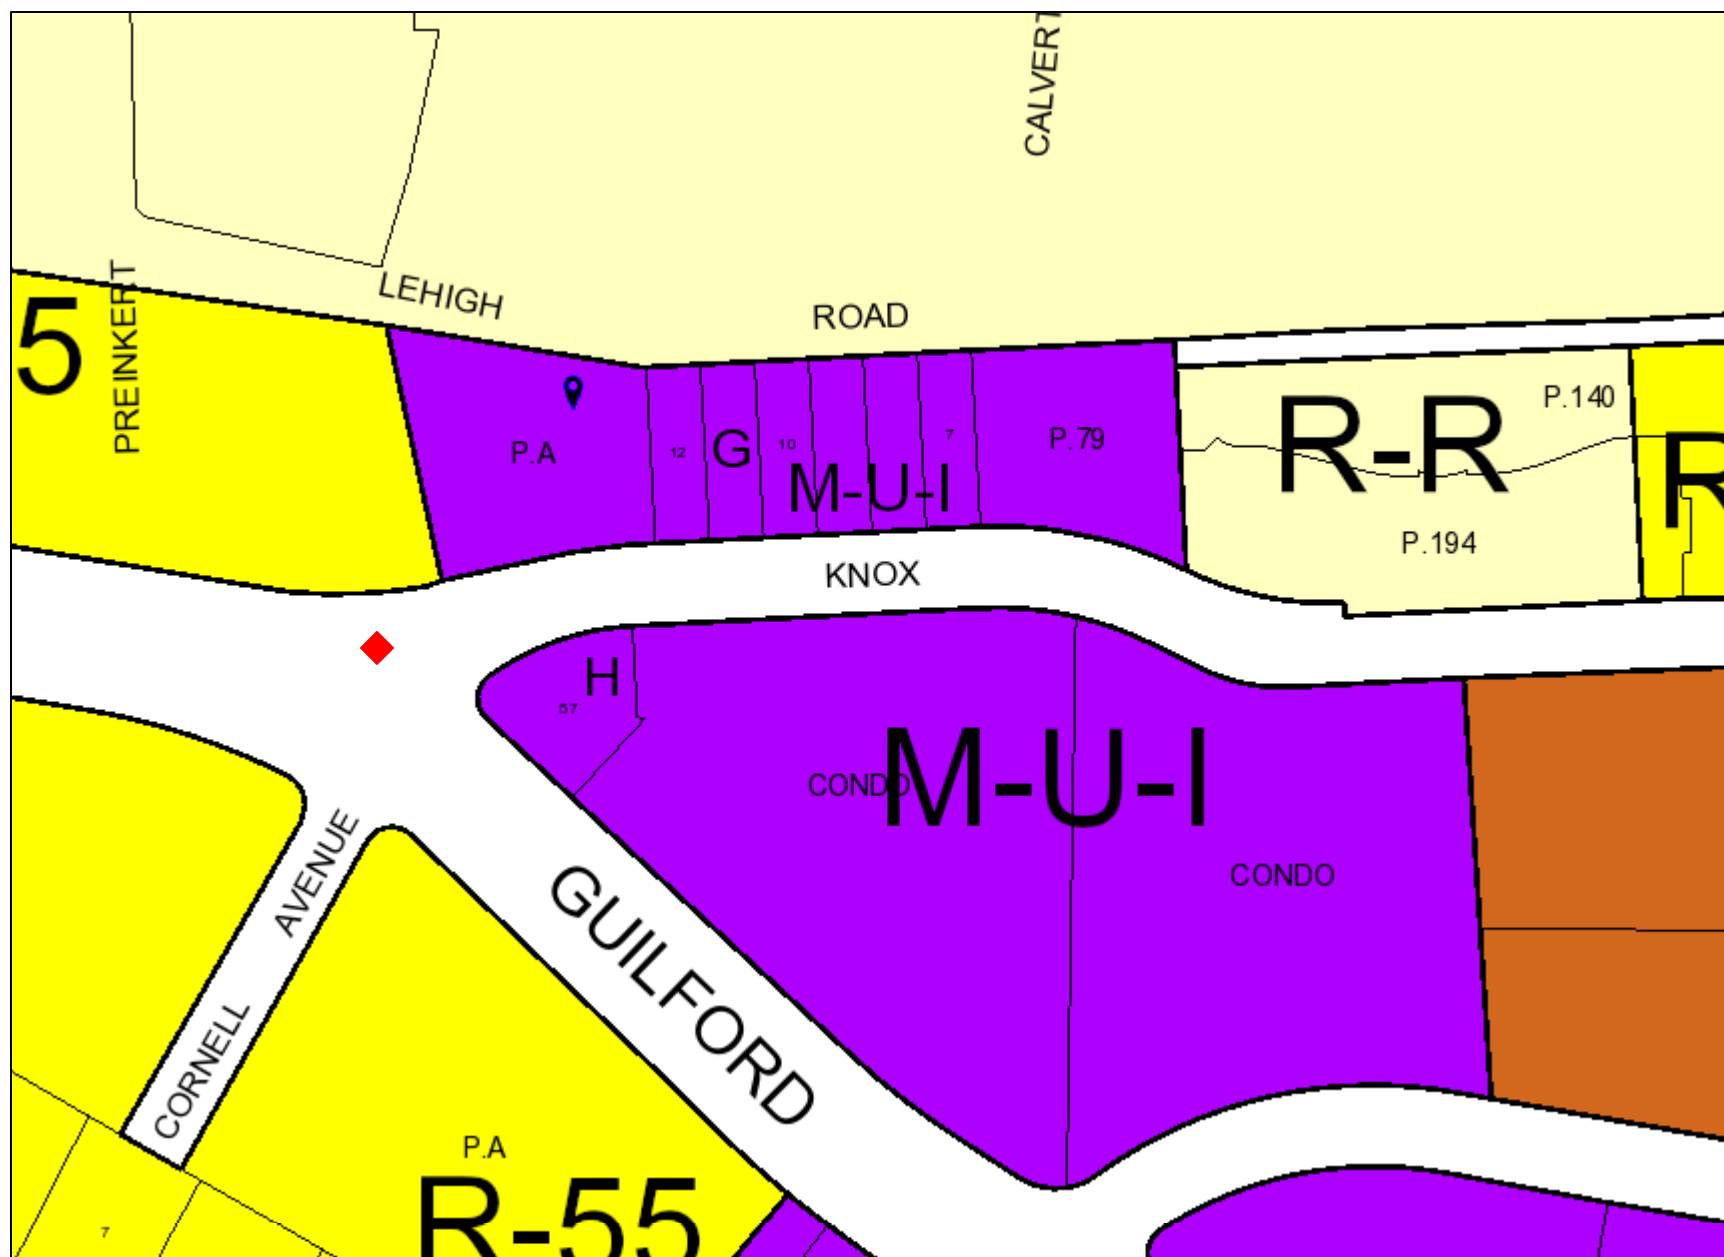 CALVERT
LEHIGH
ROAD
5
PREINKERT
P.A
12
G
10
7
M-U-I
P.79
R-R
P.140
P.194
R
KNOX
H
57
M-U-I
CONDO
CONDO
AVENUE
CORNELL
GUILFORD
P.A
R-55
7